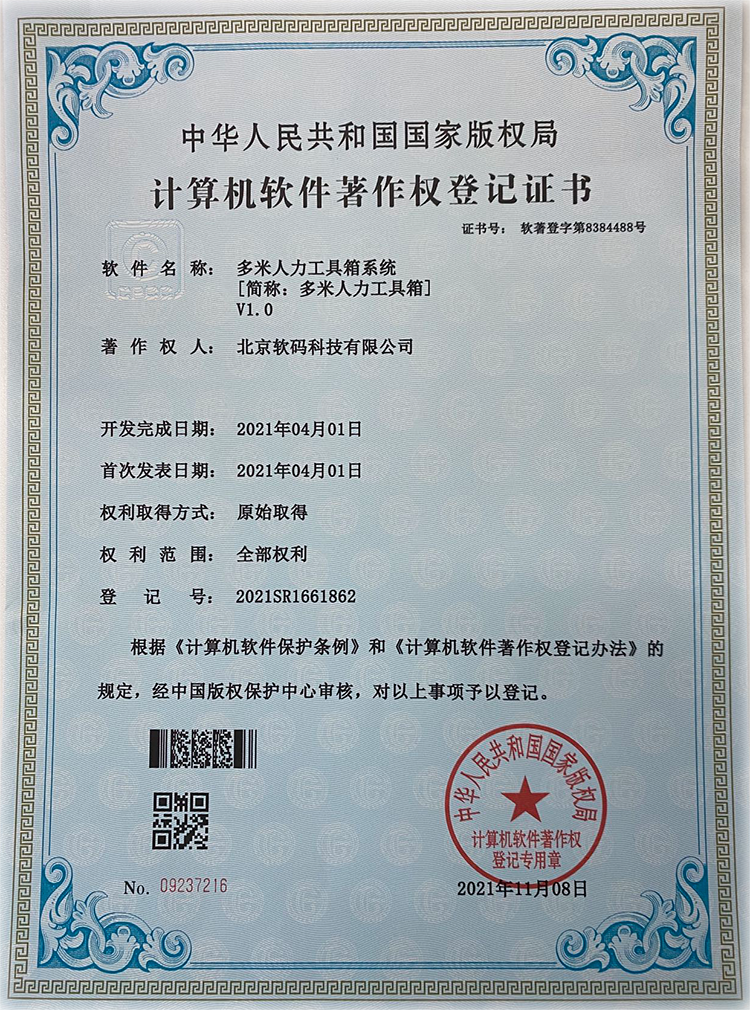 中华人民共和国国家版权局
计算机软件著作权登记证书
证书号: 软著登字第8384488号
软件名称: 多米人力工具箱系统
[简称: 多米人力工具箱]
V1.0
著作权人: 北京软码科技有限公司
开发完成日期: 2021年04月01日
首次发表日期: 2021年04月01日
权利取得方式: 原始取得
权利范围: 全部权利
登记号: 2021SR1661862
根据《计算机软件保护条例》和《计算机软件著作权登记办法》的
规定，经中国版权保护中心审核，对以上事项予以登记。
中华人民共和国国家版权局
计算机软件著作权
登记专用章
No. 09237216
2021年11月08日